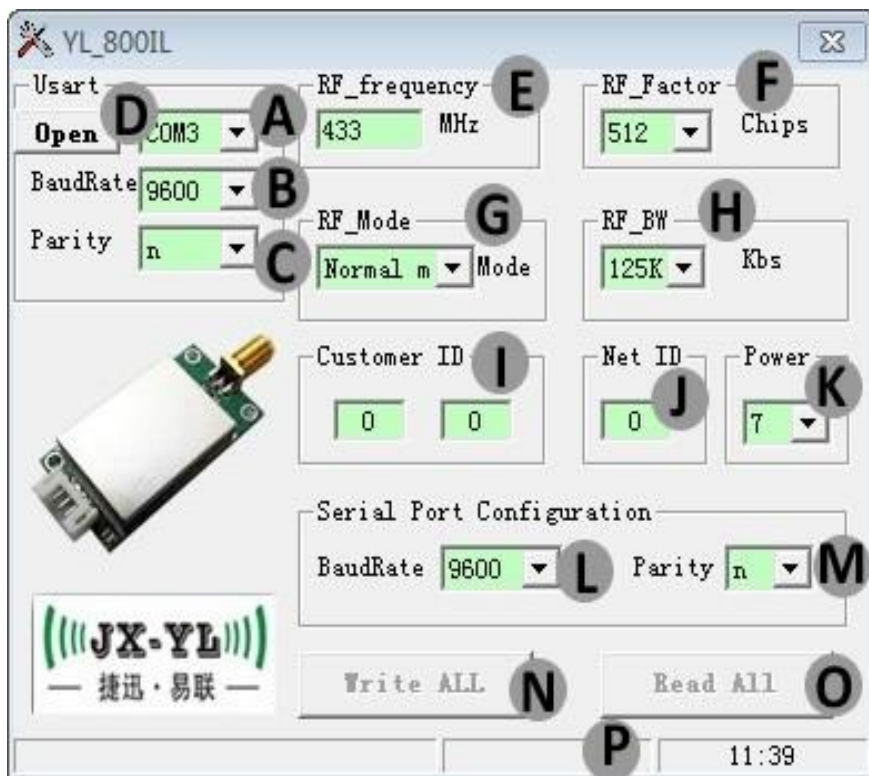 YL_800IL
Usart
Open D COM3 A
BaudRate 9600 B
Parity n C
RF_frequency E
433 MHz
RF_Factor F
512 Chips
RF_Mode G
Normal m Mode
RF_BW H
125K Kbs
Customer ID I
0 0
Net ID J
0
Power K
7
Serial Port Configuration
BaudRate 9600 L Parity n M
JX-YL
捷迅·易联
Write ALL N Read All O
P 11:39